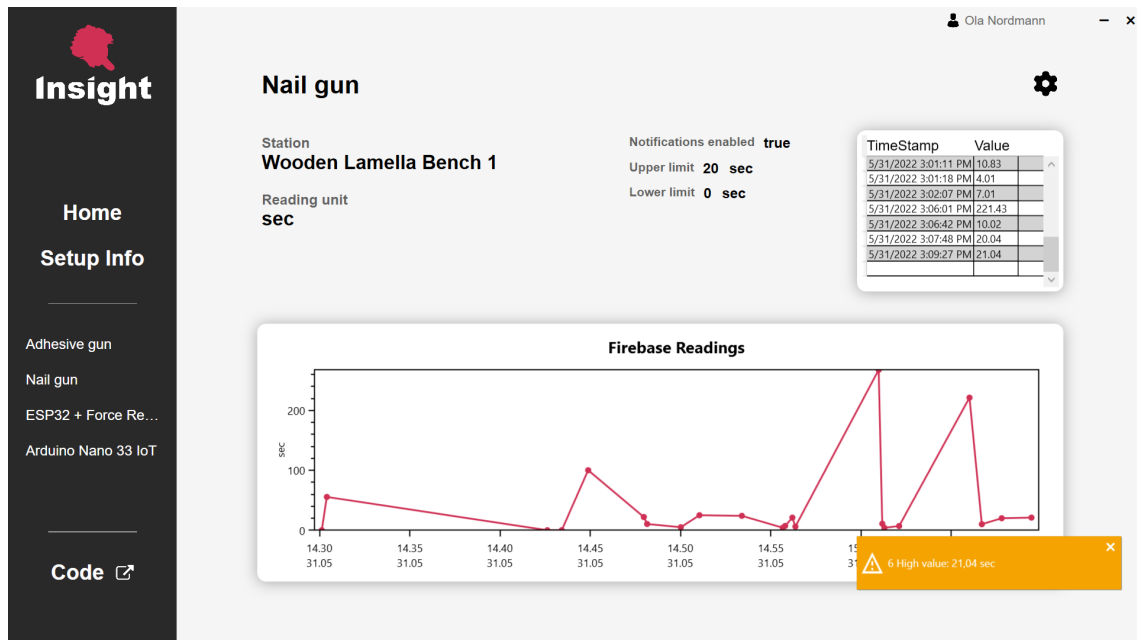 Ola Nordmann
Insight
Home
Setup Info
Adhesive gun
Nail gun
ESP32 + Force Re...
Arduino Nano 33 IoT
Code
Nail gun
Station
Wooden Lamella Bench 1
Reading unit
sec
Notifications enabled true
Upper limit 20 sec
Lower limit 0 sec
TimeStamp Value
5/31/2022 3:01:11 PM 10.83
5/31/2022 3:01:18 PM 4.01
5/31/2022 3:02:07 PM 7.01
5/31/2022 3:06:01 PM 221.43
5/31/2022 3:06:42 PM 10.02
5/31/2022 3:07:48 PM 20.04
5/31/2022 3:09:27 PM 21.04
Firebase Readings
200
sec
100
0
14.30 14.35 14.40 14.45 14.50 14.55
31.05 31.05 31.05 31.05 31.05 31.05
6 High value: 21,04 sec